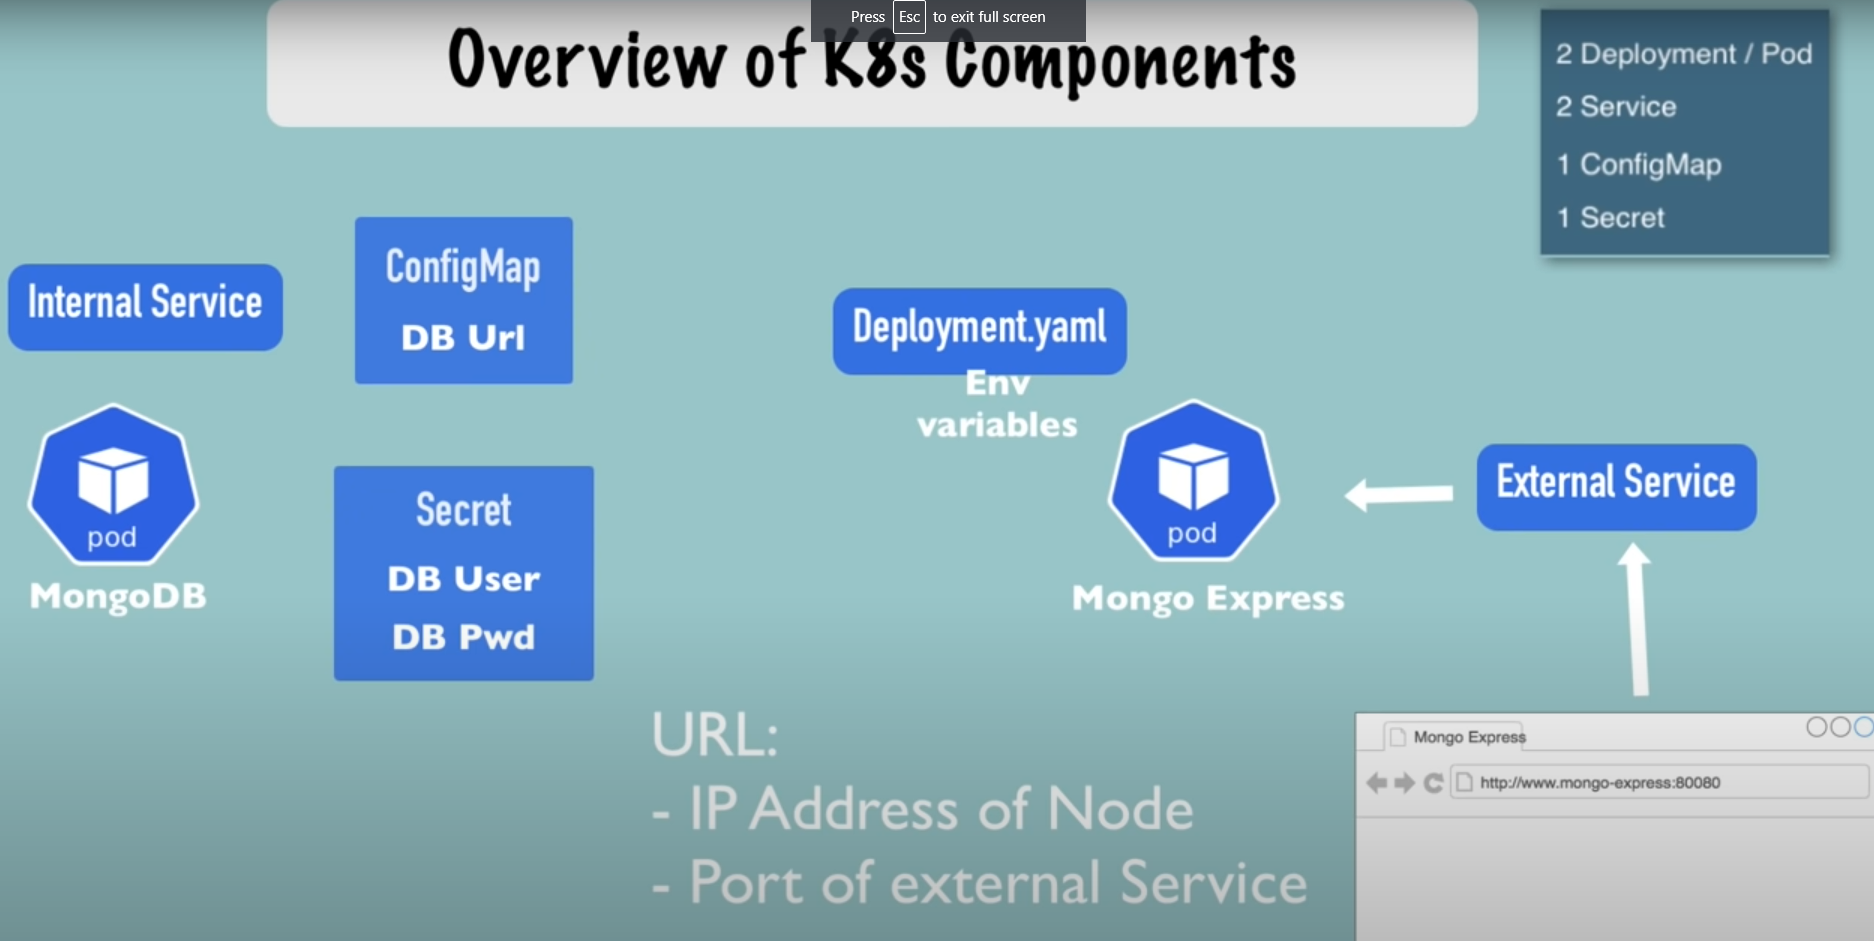 Press Esc to exit full screen
Overview of K8s Components
2 Deployment / Pod
2 Service
1 ConfigMap
1 Secret
Internal Service
ConfigMap
DB Url
Deployment.yaml
Env
variables
pod
MongoDB
Secret
DB User
DB Pwd
pod
Mongo Express
External Service
URL:
- IP Address of Node
- Port of external Service
Mongo Express
http://www.mongo-express:80080